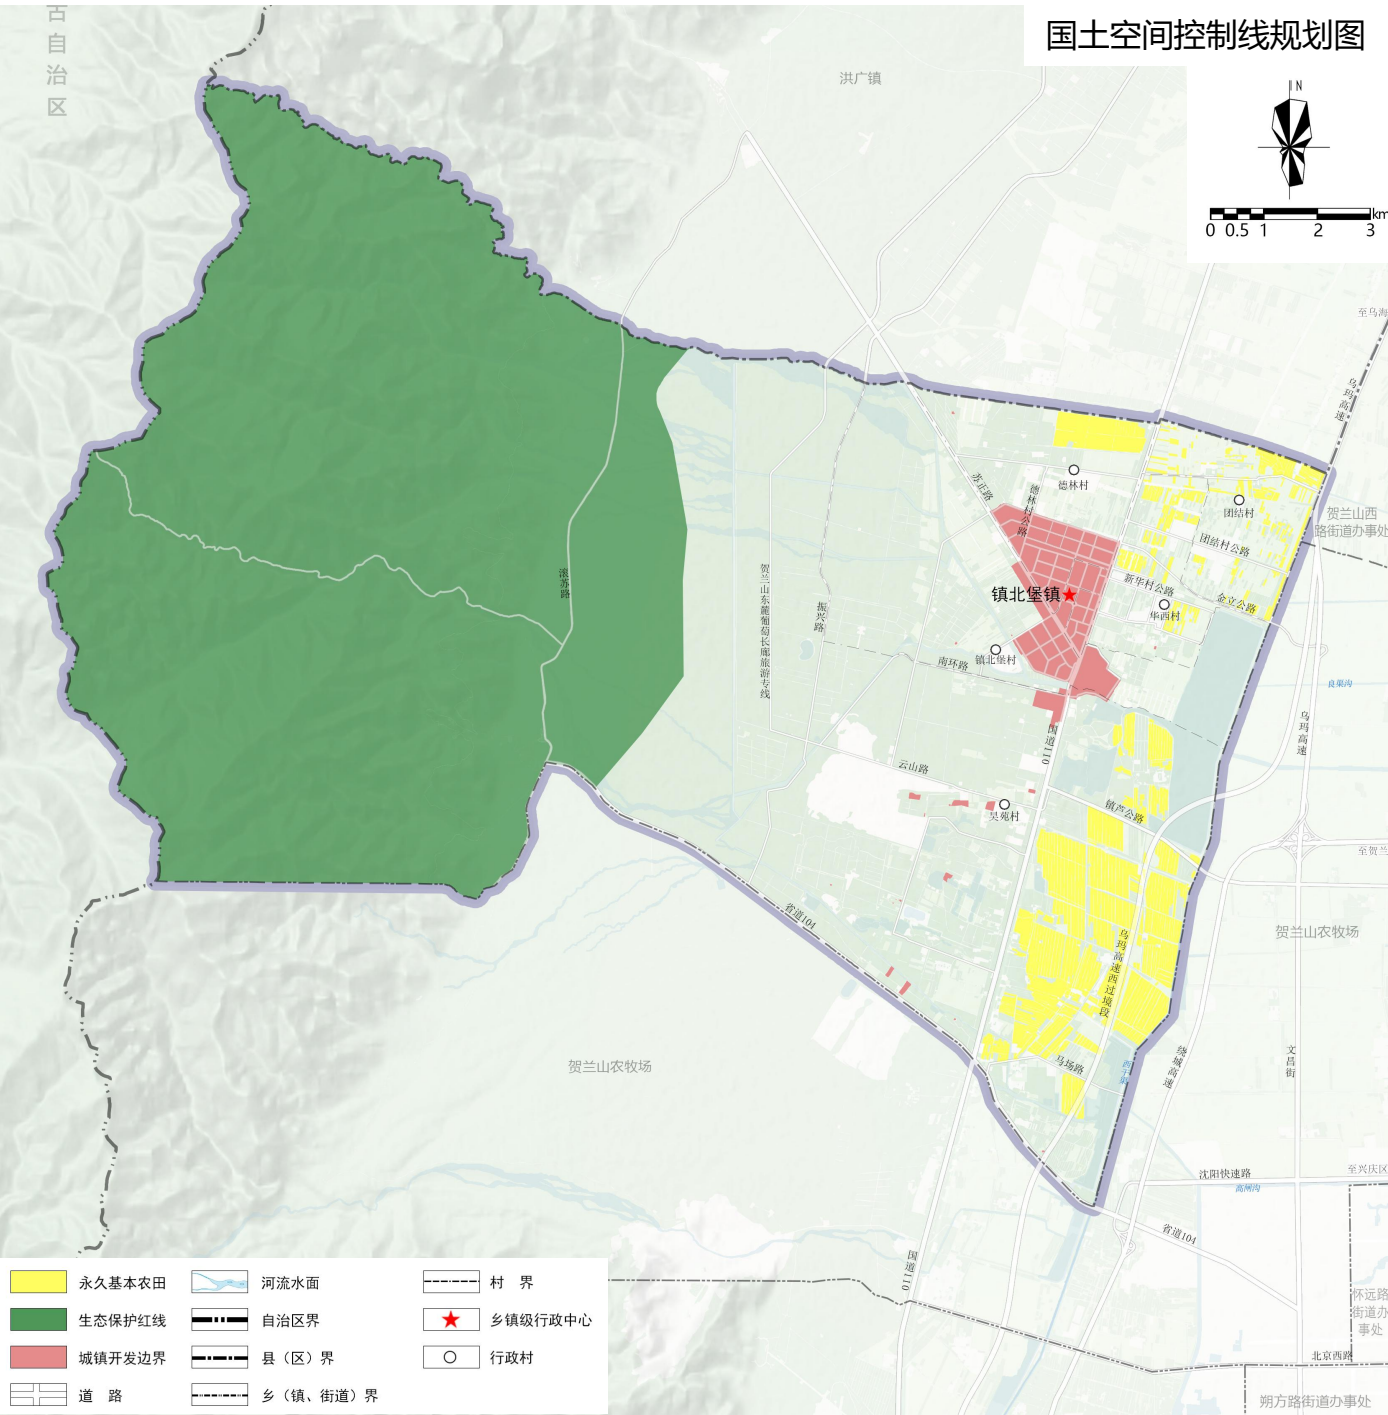 国土空间控制线规划图
古自治区
洪广镇
N
km
0 0.5 1 2 3
至乌海
乌玛高速
苏正路
德林村公路
德林村
团结村
贺兰山西
路街道办事处
团结村公路
滚苏路
贺兰山东麓葡萄长廊旅游专线
振兴路
镇北堡镇
新华村公路
金立公路
华西村
镇北堡村
南环路
良渠沟
乌玛高速
国道110
云山路
镇芦公路
吴苑村
至贺兰
省道104
贺兰山农牧场
乌玛高速西过境段
贺兰山农牧场
马场路
西干渠
绕城高速
文昌街
沈阳快速路
至兴庆区
高闸沟
省道104
国道110
怀远路
街道办
事处
北京西路
朔方路街道办事处
永久基本农田
河流水面
村 界
生态保护红线
自治区界
乡镇级行政中心
城镇开发边界
县（区）界
行政村
道 路
乡（镇、街道）界